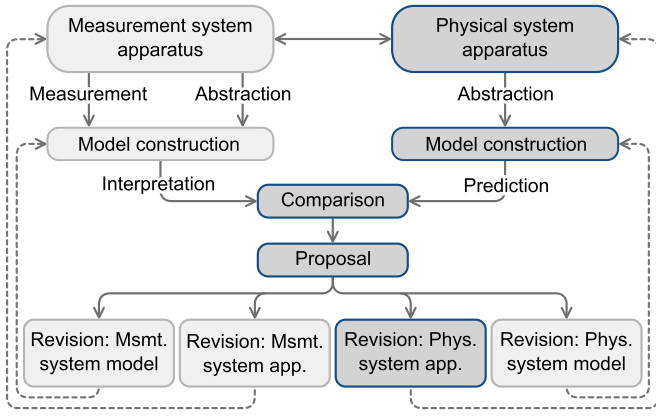 Measurement system
apparatus
Physical system
apparatus
Measurement
Abstraction
Abstraction
Model construction
Model construction
Interpretation
Prediction
Comparison
Proposal
Revision: Msmt.
system model
Revision: Msmt.
system app.
Revision: Phys.
system app.
Revision: Phys.
system model